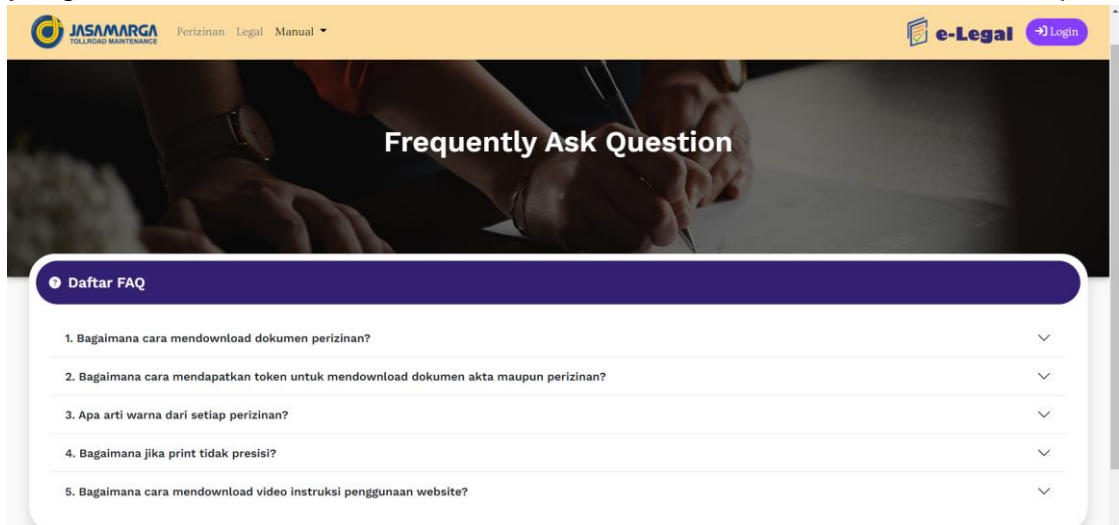 JASAMARGA
TOLLROAD MAINTENANCE
Perizinan Legal Manual
e-Legal
Login
Frequently Ask Question
Daftar FAQ
1. Bagaimana cara mendownload dokumen perizinan?
2. Bagaimana cara mendapatkan token untuk mendownload dokumen akta maupun perizinan?
3. Apa arti warna dari setiap perizinan?
4. Bagaimana jika print tidak presisi?
5. Bagaimana cara mendownload video instruksi penggunaan website?